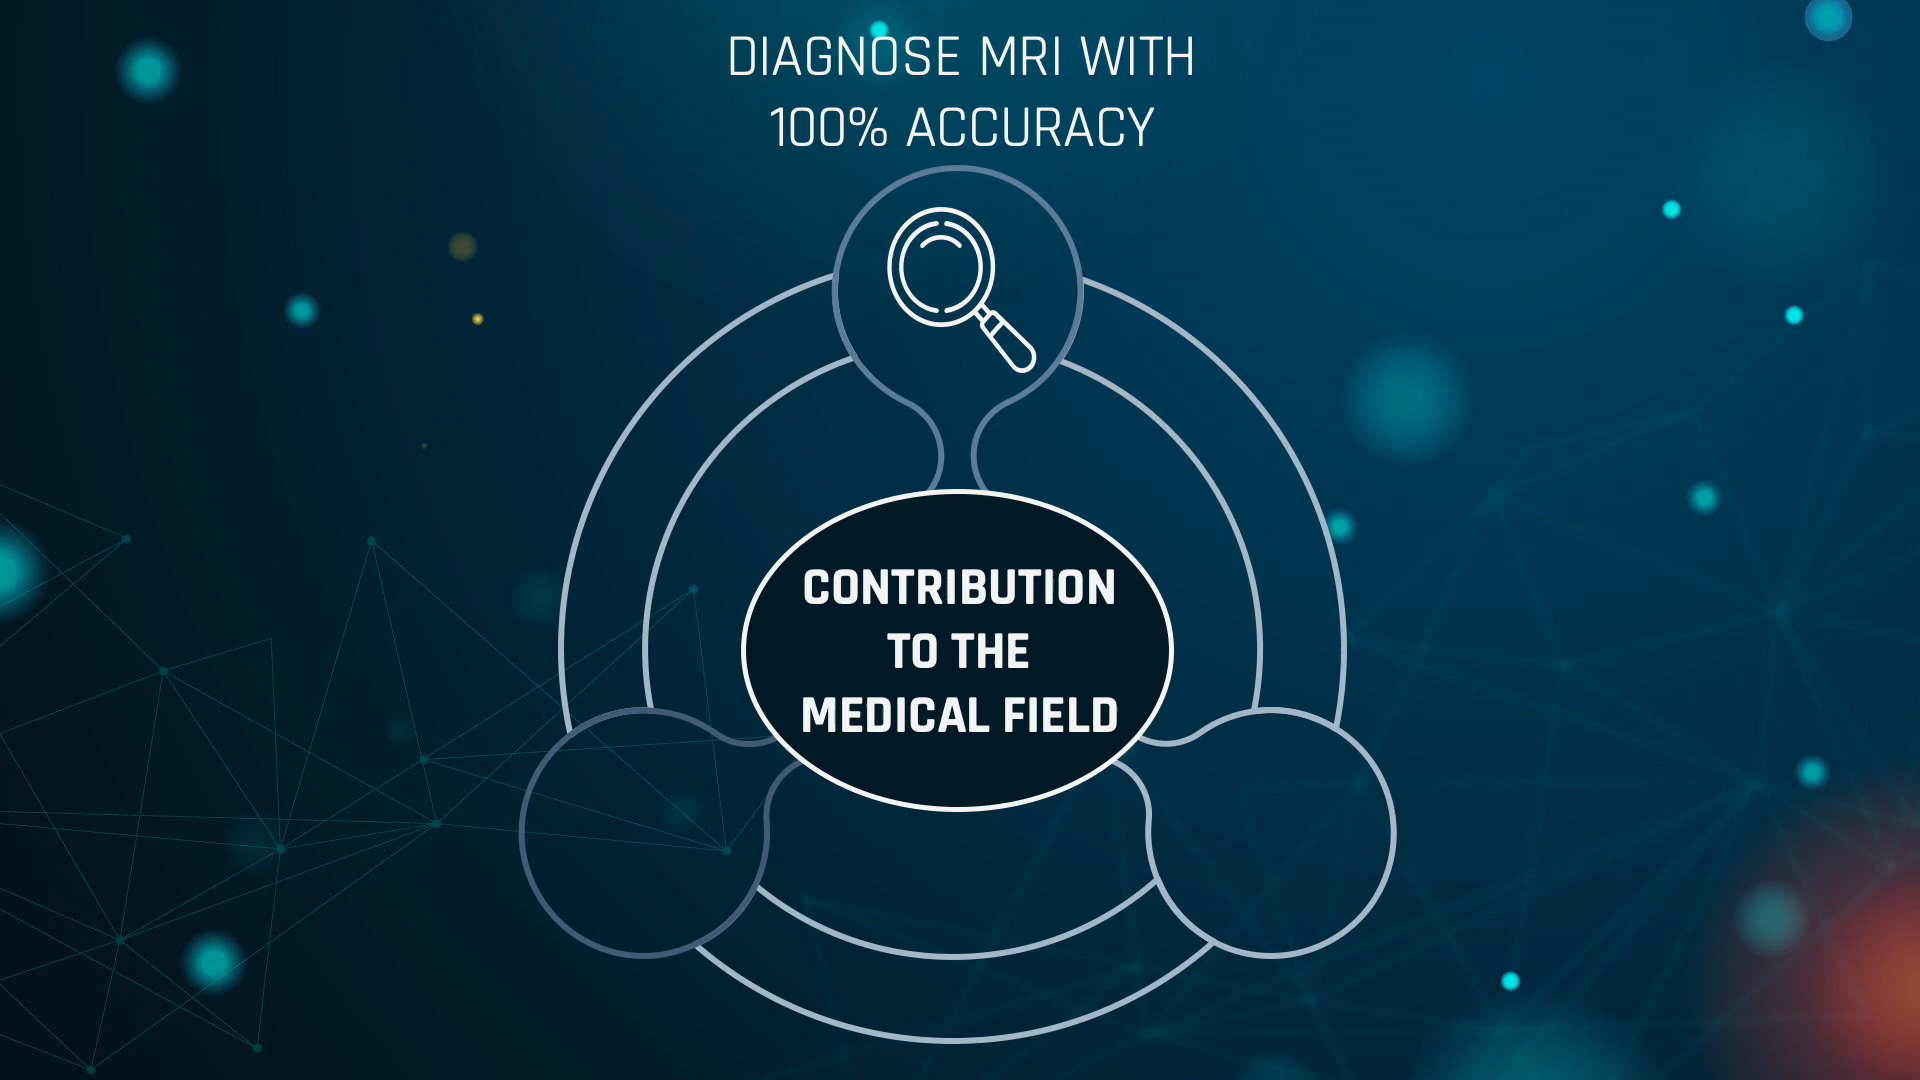 DIAGNOSE MRI WITH
100% ACCURACY
CONTRIBUTION
TO THE
MEDICAL FIELD